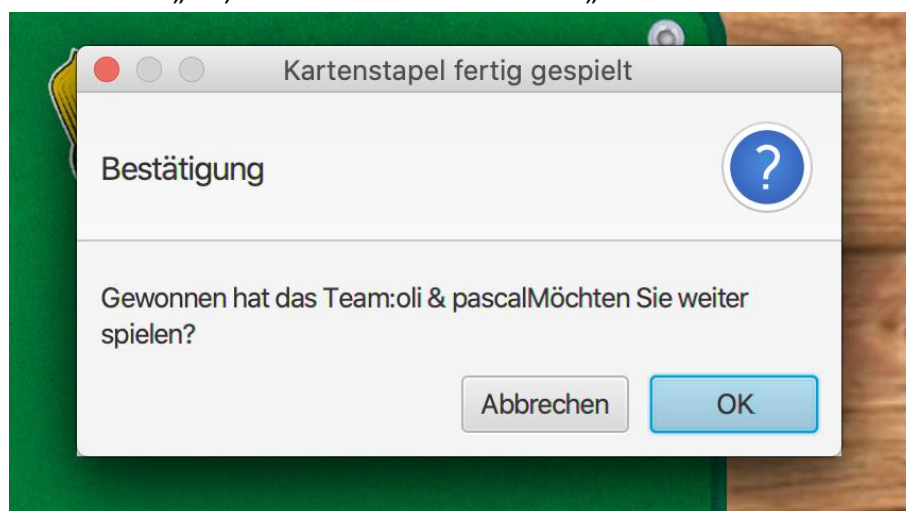 Kartenstapel fertig gespielt
Bestätigung
?
Gewonnen hat das Team:oli & pascalMöchten Sie weiter
spielen?
Abbrechen
OK